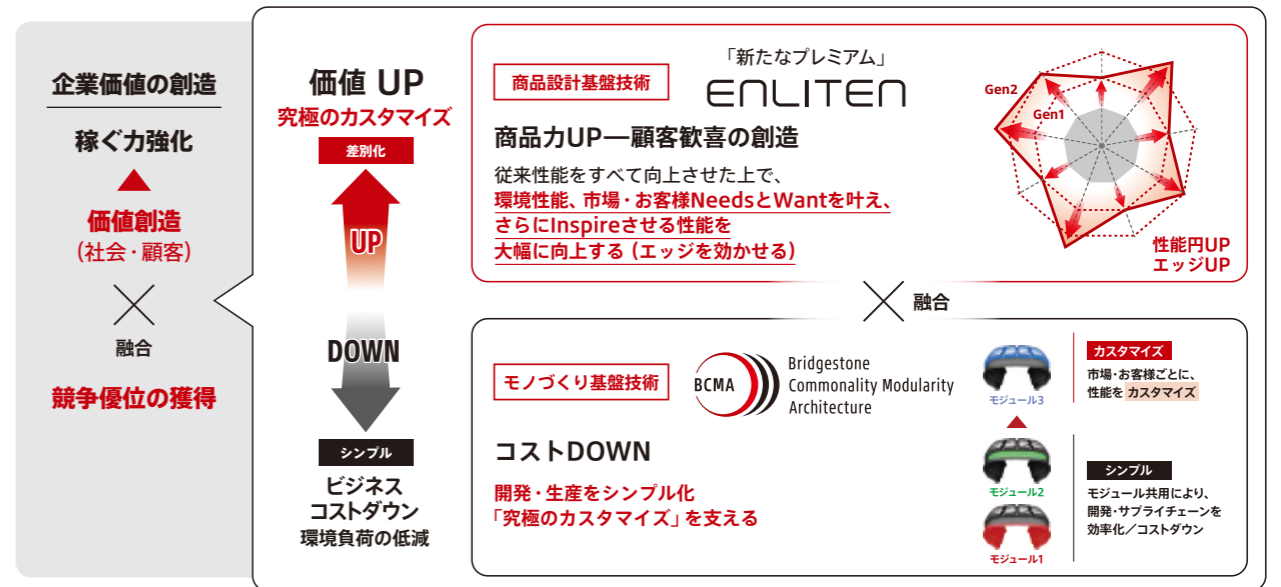 企業価値の創造
稼ぐ力強化
価値創造
(社会・顧客)
融合
競争優位の獲得
価値 UP
究極のカスタマイズ
差別化
UP
DOWN
シンプル
ビジネス
コストダウン
環境負荷の低減
商品設計基盤技術
「新たなプレミアム」
ENLITEN
商品力UP—顧客歓喜の創造
従来性能をすべて向上させた上で、
環境性能、市場・お客様NeedsとWantを叶え、
さらにInspireさせる性能を
大幅に向上する（エッジを効かせる）
Gen2
Gen1
性能円UP
エッジUP
融合
モノづくり基盤技術
BCMA
Bridgestone
Commonality Modularity
Architecture
コストDOWN
開発・生産をシンプル化
「究極のカスタマイズ」を支える
モジュール3
カスタマイズ
市場・お客様ごとに、
性能を カスタマイズ
モジュール2
モジュール1
シンプル
モジュール共用により、
開発・サプライチェーンを
効率化／コストダウン